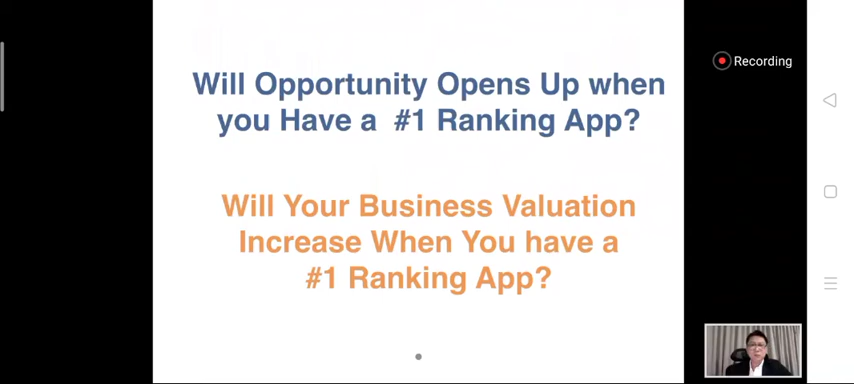 Will Opportunity Opens Up when
you Have a #1 Ranking App?
Will Your Business Valuation
Increase When You have a
#1 Ranking App?
Recording